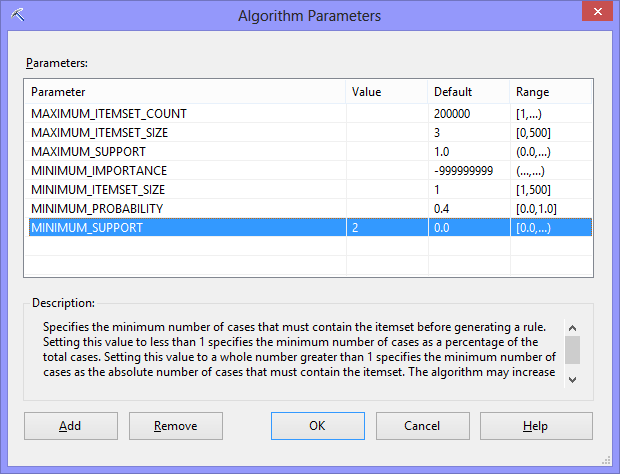 Algorithm Parameters
Parameters:
Parameter Value Default Range
MAXIMUM_ITEMSET_COUNT 200000 [1,...)
MAXIMUM_ITEMSET_SIZE 3 [0,500]
MAXIMUM_SUPPORT 1.0 (0.0,...)
MINIMUM_IMPORTANCE -999999999 (...,...)
MINIMUM_ITEMSET_SIZE 1 [1,500]
MINIMUM_PROBABILITY 0.4 [0.0,1.0]
MINIMUM_SUPPORT 2 0.0 [0.0,...)
Description:
Specifies the minimum number of cases that must contain the itemset before generating a rule.
Setting this value to less than 1 specifies the minimum number of cases as a percentage of the
total cases. Setting this value to a whole number greater than 1 specifies the minimum number of
cases as the absolute number of cases that must contain the itemset. The algorithm may increase
Add Remove OK Cancel Help